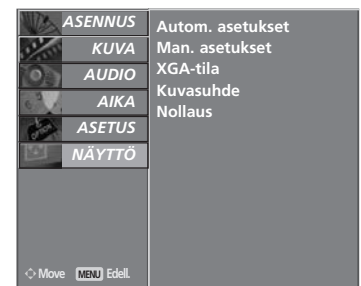 ASENNUS
KUVA
AUDIO
AIKA
ASETUS
NÄYTTÖ
Autom. asetukset
Man. asetukset
XGA-tila
Kuvasuhde
Nollaus
Move MENU Edell.